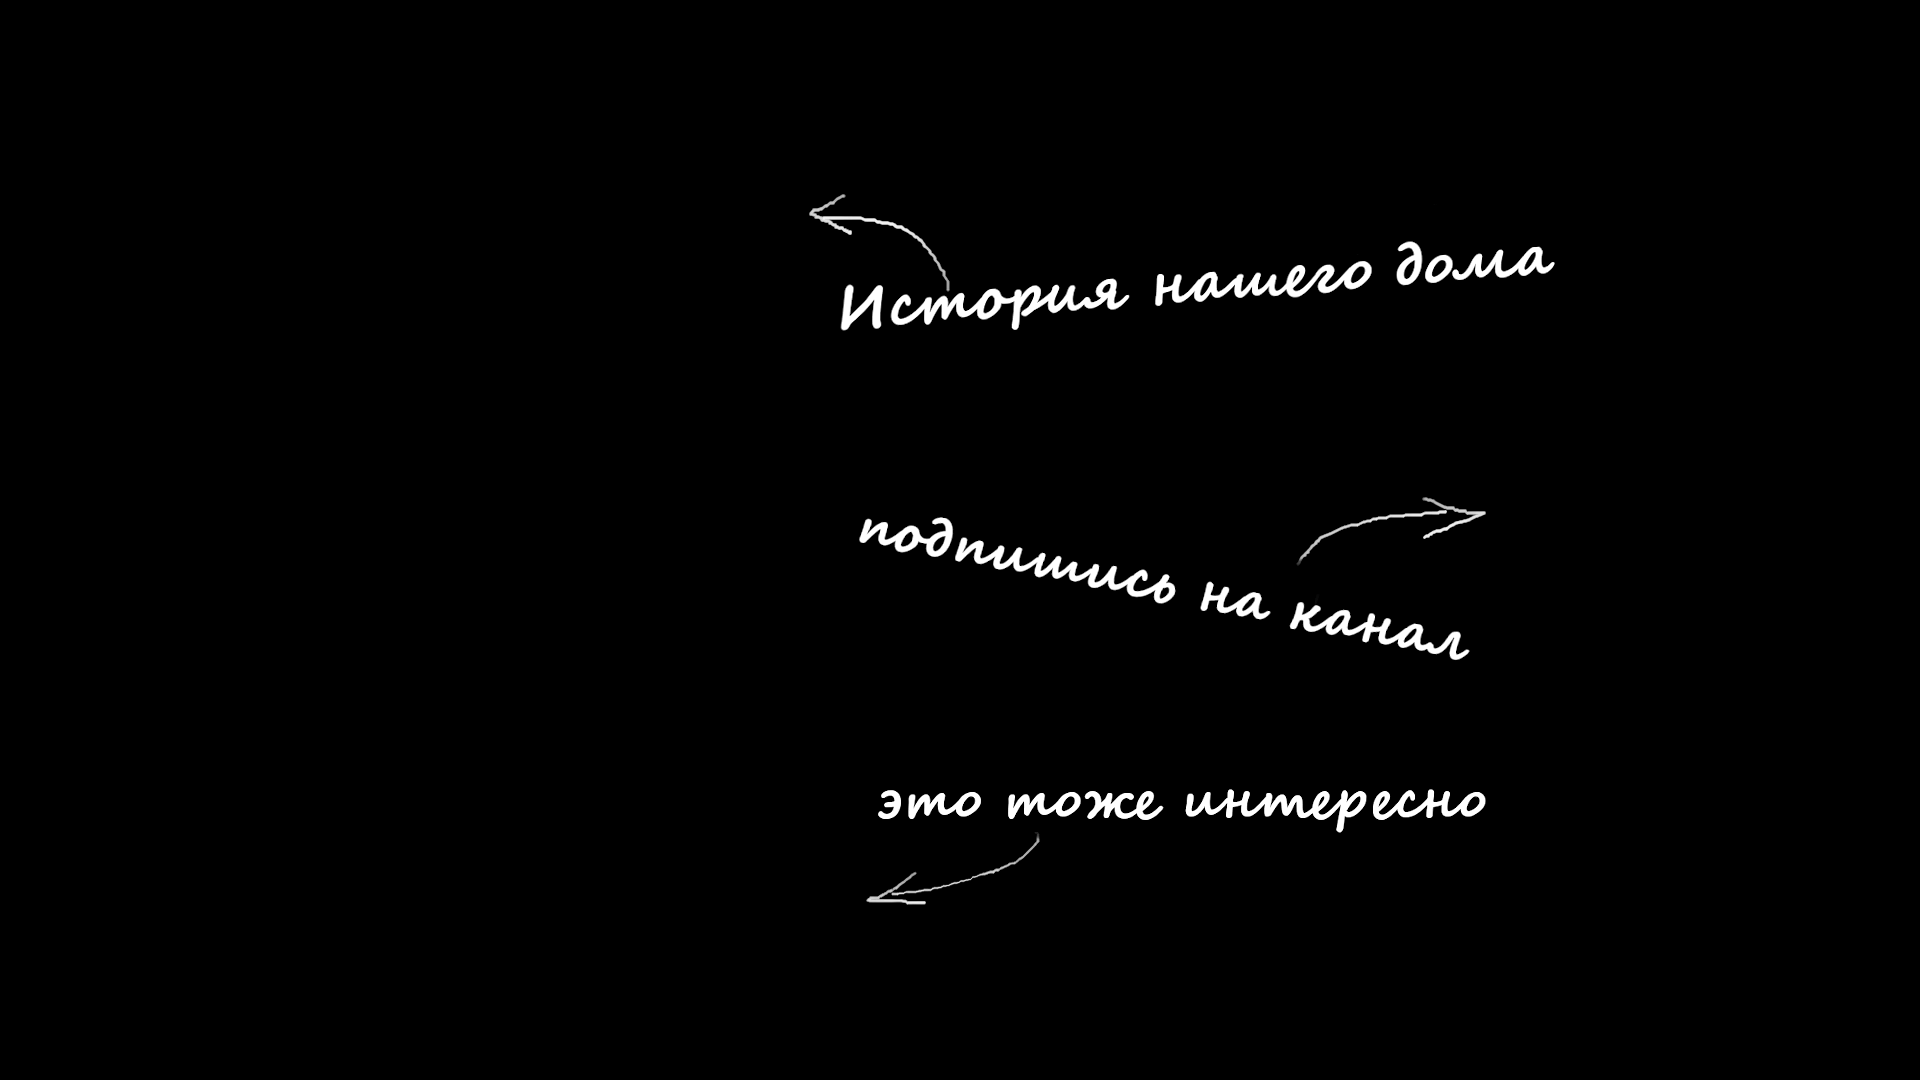 История нашего дома
подпишись на канал
это тоже интересно